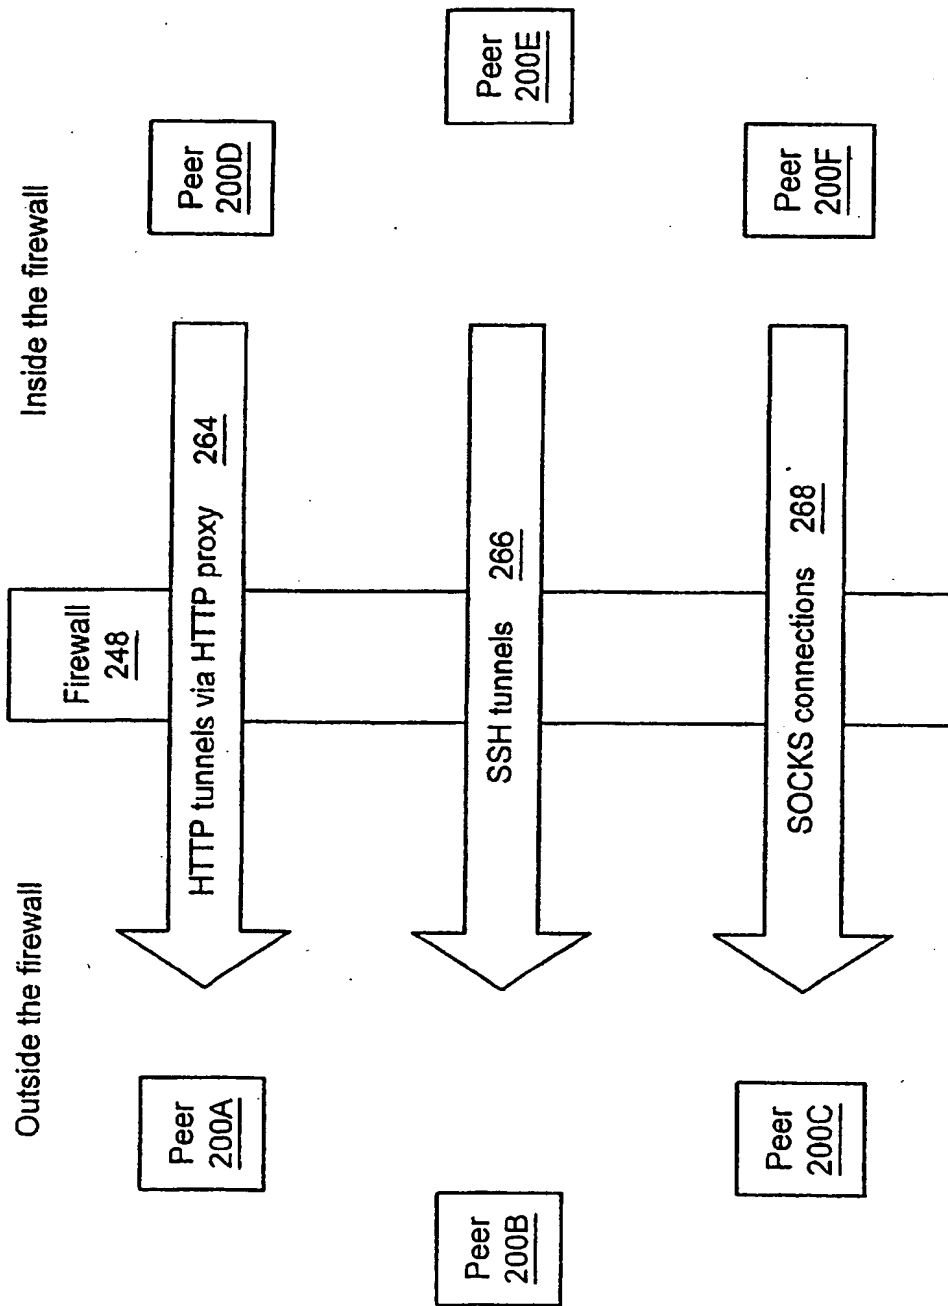 Outside the firewall
Inside the firewall
Firewall
248
Peer
200A
HTTP tunnels via HTTP proxy 264
Peer
200D
Peer
200B
SSH tunnels 266
Peer
200E
Peer
200C
SOCKS connections 268
Peer
200F